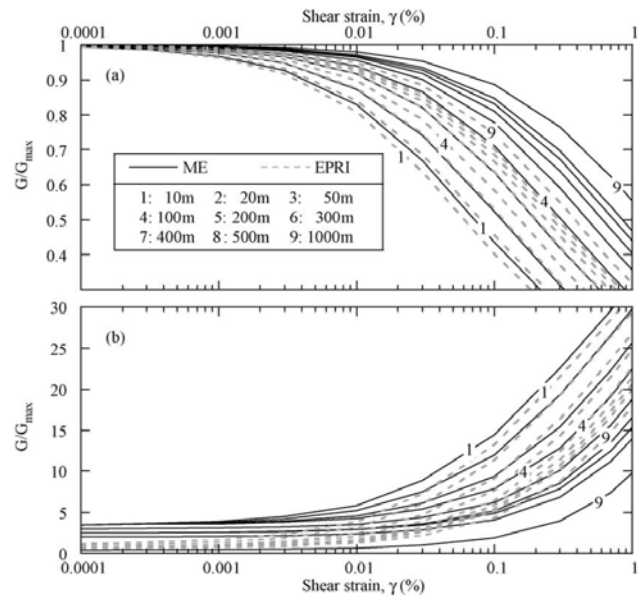 Shear strain, γ (%)
0.0001 0.001 0.01 0.1 1
1
0.9
0.8
0.7
0.6
0.5
0.4
G/Gmax
(a)
ME EPRI
1: 10m 2: 20m 3: 50m
4: 100m 5: 200m 6: 300m
7: 400m 8: 500m 9: 1000m
9
4
1
9
4
1
30
25
20
15
10
5
0
G/Gmax
(b)
1
1
4
4
9
9
0.0001 0.001 0.01 0.1 1
Shear strain, γ (%)